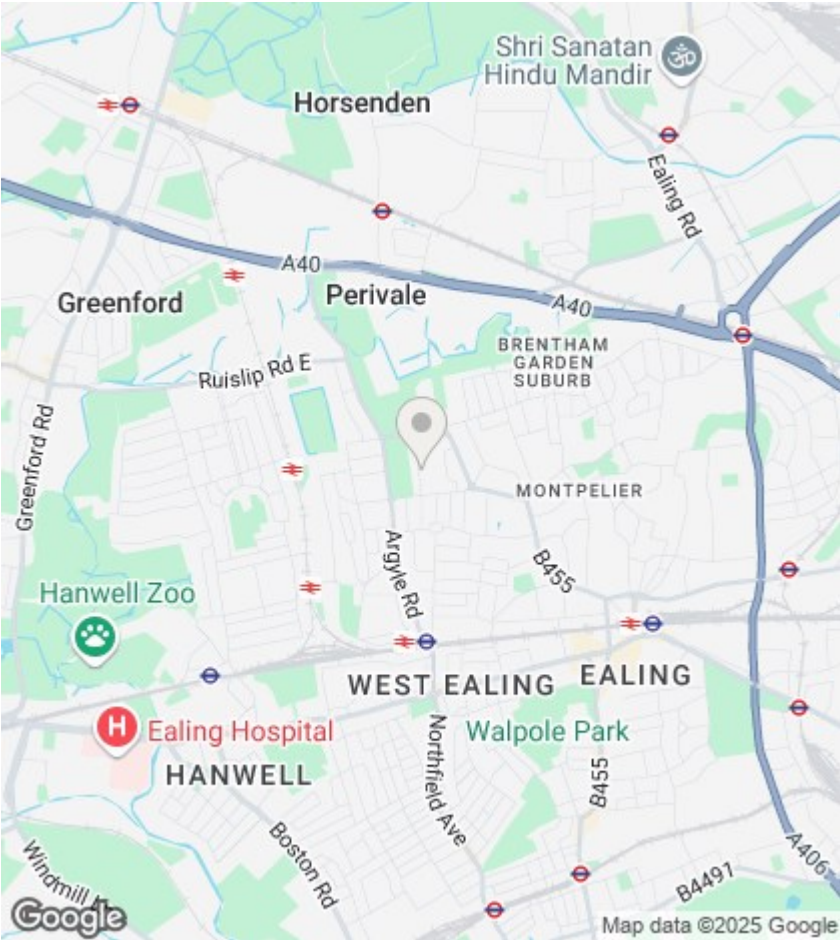 Shri Sanatan
Hindu Mandir
Horsenden
Ealing Rd
A40
Greenford
Perivale
A40
BRENTHAM
GARDEN
SUBURB
Ruislip Rd E
Greenford Rd
MONTPELIER
Argyle Rd
B455
Hanwell Zoo
WEST EALING
EALING
H
Ealing Hospital
Walpole Park
HANWELL
Northfield Ave
B455
Boston Rd
A406
Windmill
B4491
Google
Map data ©2025 Google